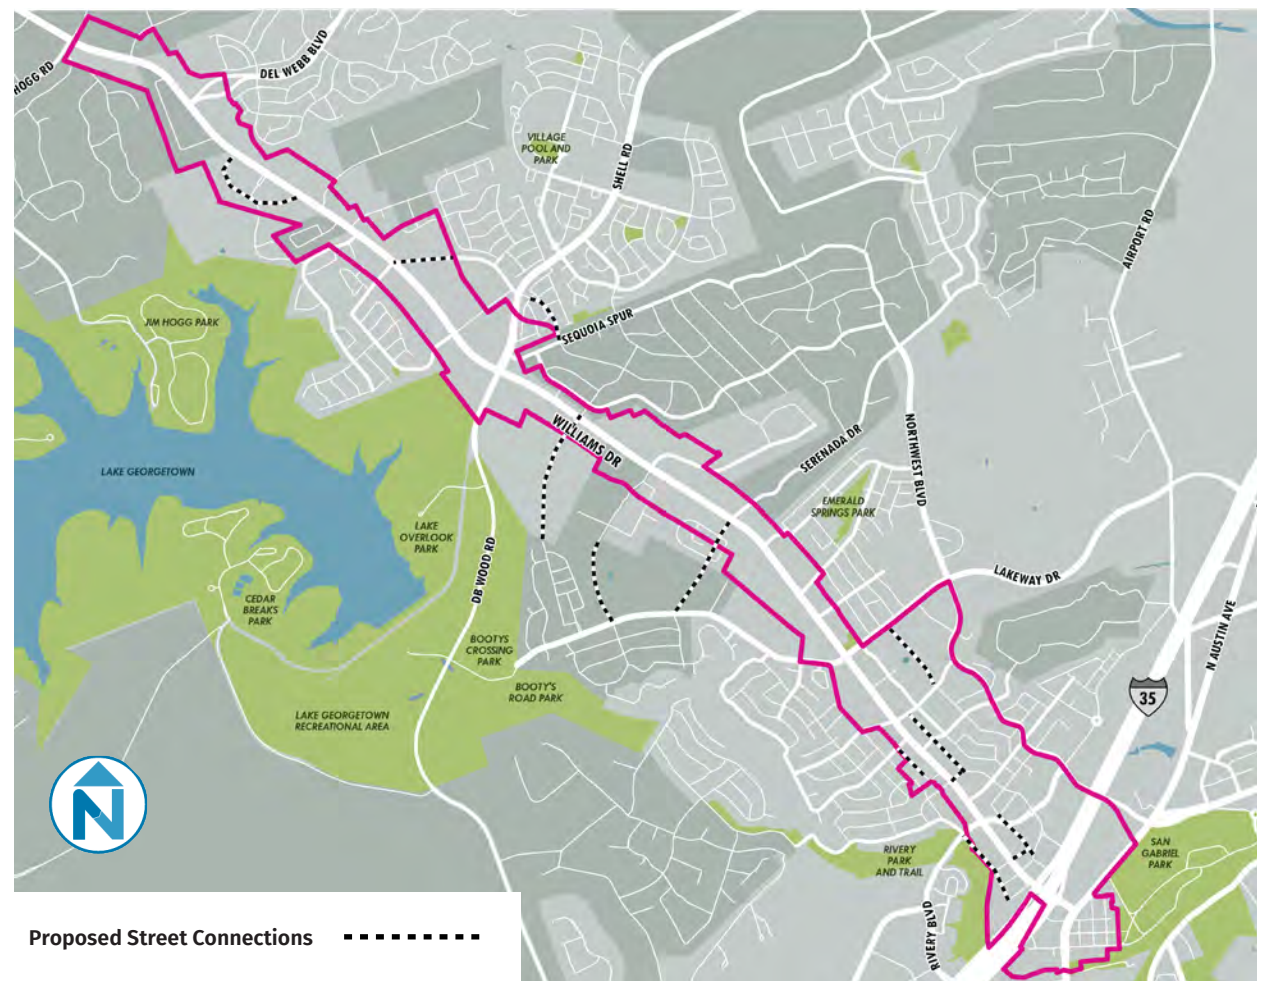 HOGG RD
DEL WEBB BLVD
VILLAGE
POOL AND
PARK
SHELL RD
AIRPORT RD
JIM HOGG PARK
SEQUOIA SPUR
WILLIAMS DR
SERENADA DR
NORTHWEST BLVD
LAKE GEORGETOWN
EMERALD
SPRINGS PARK
LAKE
OVERLOOK
PARK
DB WOOD RD
LAKEWAY DR
CEDAR
BREAKS
PARK
N AUSTIN AVE
BOOTYS
CROSSING
PARK
BOOTY'S
ROAD PARK
35
LAKE GEORGETOWN
RECREATIONAL AREA
N
RIVERY
PARK
AND TRAIL
SAN
GABRIEL
PARK
RIVERY BLVD
Proposed Street Connections